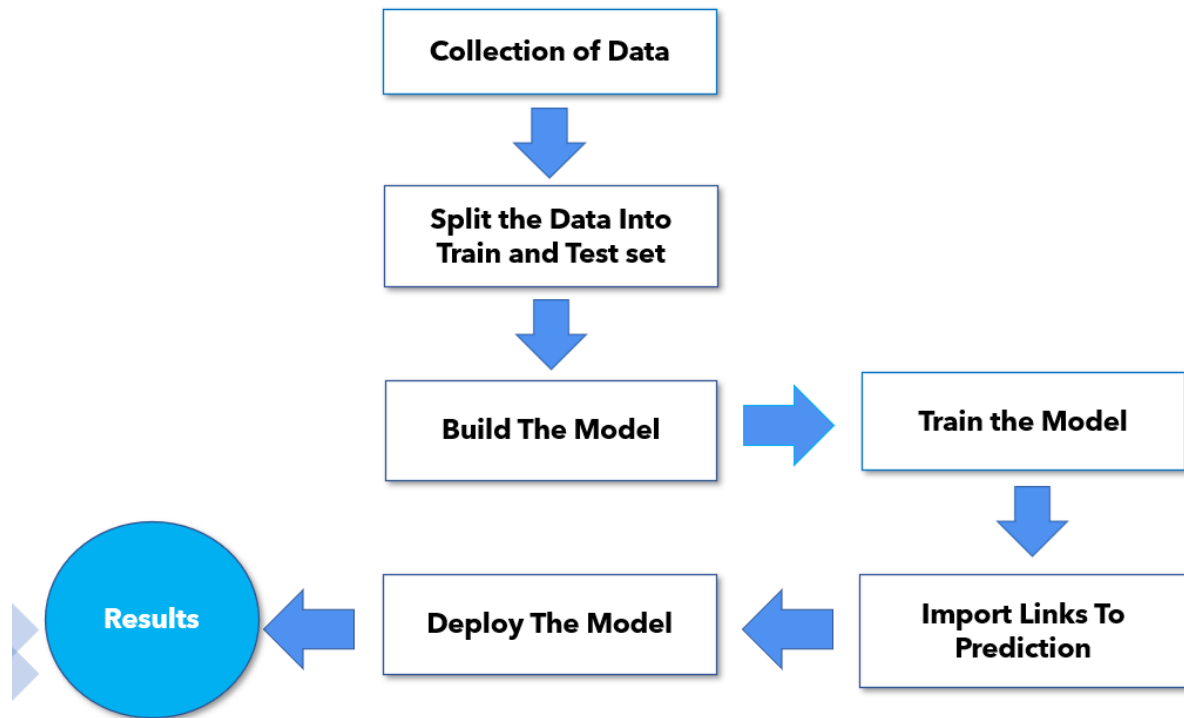 Collection of Data
Split the Data Into
Train and Test set
Build The Model
Train the Model
Import Links To
Prediction
Deploy The Model
Results